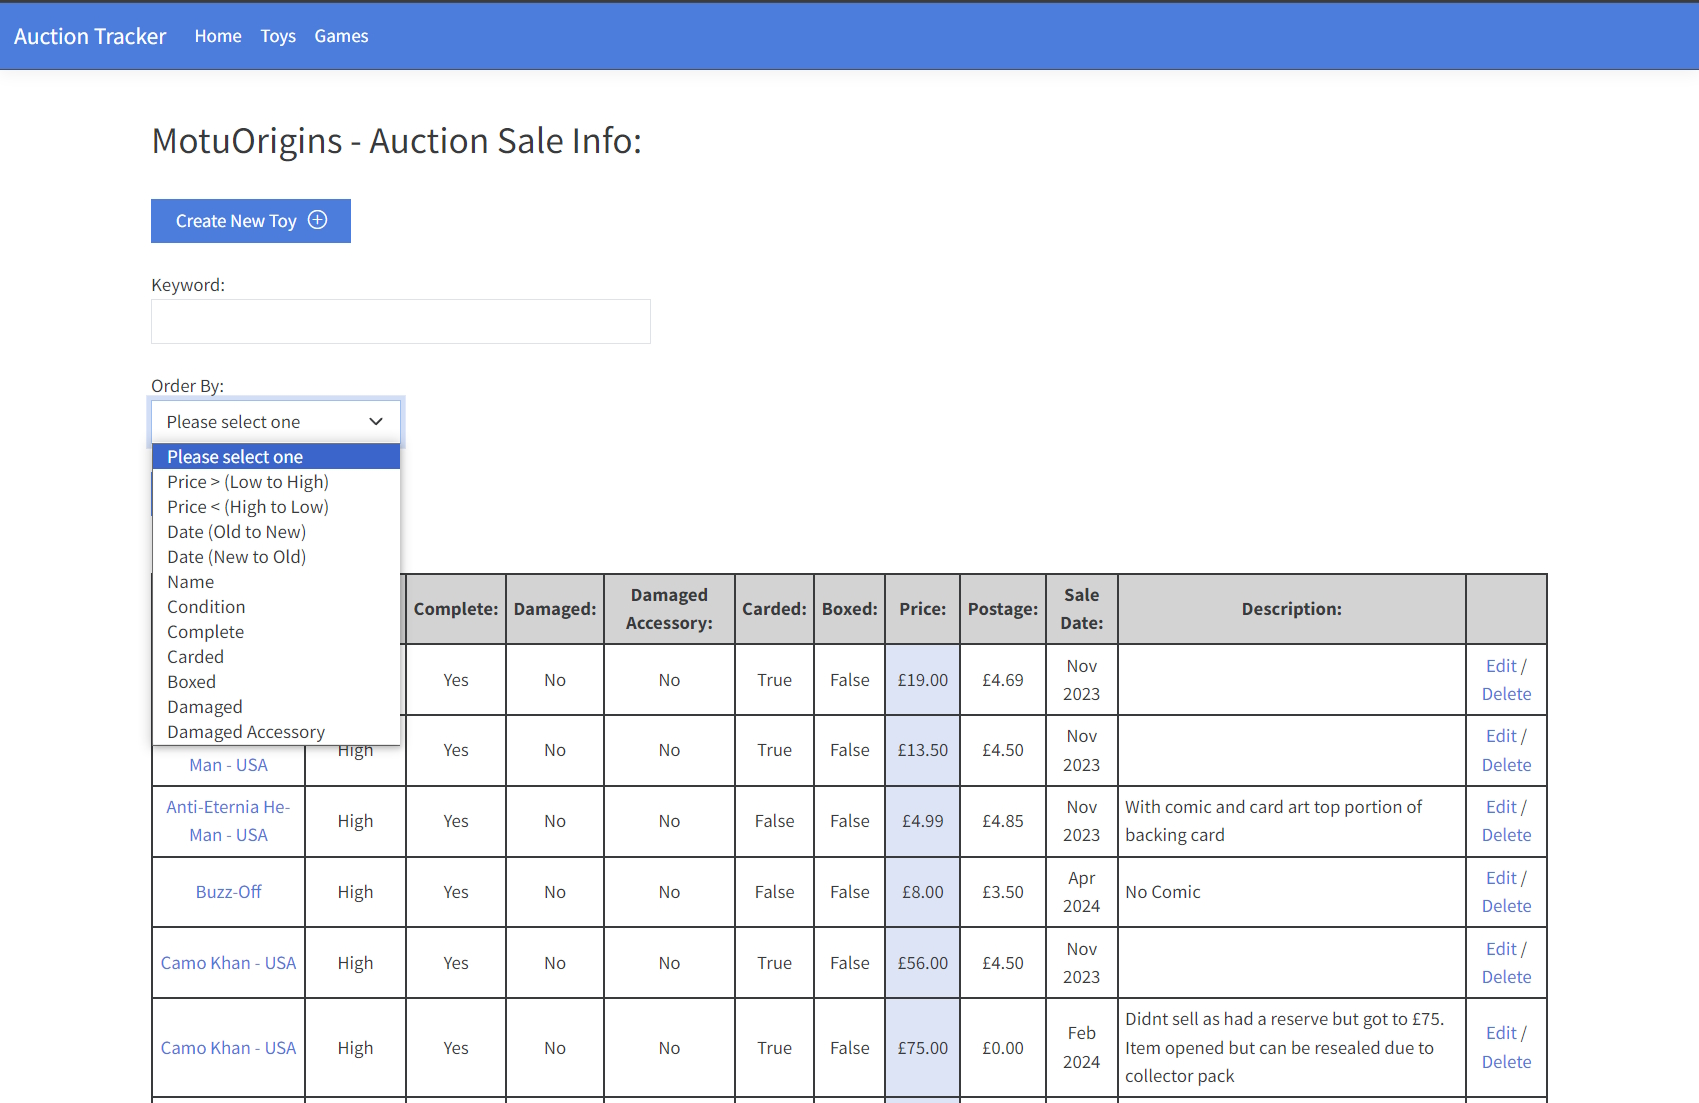 Auction Tracker Home Toys Games
MotuOrigins - Auction Sale Info:
Create New Toy
Keyword:
Order By:
Please select one
Please select one
Price > (Low to High)
Price < (High to Low)
Date (Old to New)
Date (New to Old)
Name
Condition
Complete
Carded
Boxed
Damaged
Damaged Accessory
Complete: Damaged: Damaged Accessory: Carded: Boxed: Price: Postage: Sale Date: Description:
Yes No No True False £19.00 £4.69 Nov 2023 Edit / Delete
Man - USA High Yes No No True False £13.50 £4.50 Nov 2023 Edit / Delete
Anti-Eternia He-Man - USA High Yes No No False False £4.99 £4.85 Nov 2023 With comic and card art top portion of backing card Edit / Delete
Buzz-Off High Yes No No False False £8.00 £3.50 Apr 2024 No Comic Edit / Delete
Camo Khan - USA High Yes No No True False £56.00 £4.50 Nov 2023 Edit / Delete
Camo Khan - USA High Yes No No True False £75.00 £0.00 Feb 2024 Didnt sell as had a reserve but got to £75. Item opened but can be resealed due to collector pack Edit / Delete